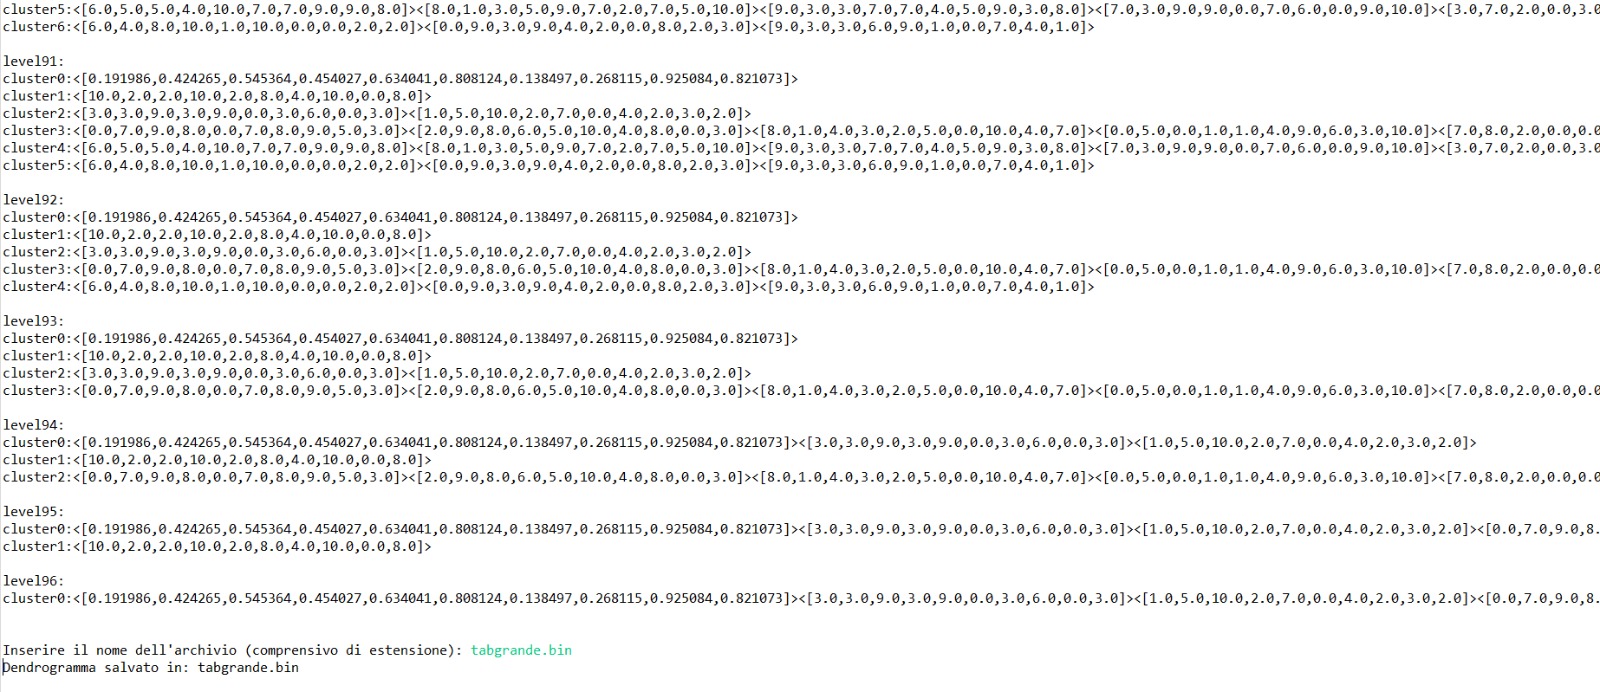 cluster5:<[6.0,5.0,5.0,4.0,10.0,7.0,7.0,9.0,9.0,8.0]><[8.0,1.0,3.0,5.0,9.0,7.0,2.0,7.0,5.0,10.0]><[9.0,3.0,3.0,7.0,7.0,4.0,5.0,9.0,3.0,8.0]><[7.0,3.0,9.0,9.0,0.0,7.0,6.0,0.0,9.0,10.0]><[3.0,7.0,2.0,0.0,3.0
cluster6:<[6.0,4.0,8.0,10.0,1.0,10.0,0.0,0.0,2.0,2.0]><[0.0,9.0,3.0,9.0,4.0,2.0,0.0,8.0,2.0,3.0]><[9.0,3.0,3.0,6.0,9.0,1.0,0.0,7.0,4.0,1.0]>
level91:
cluster0:<[0.191986,0.424265,0.545364,0.454027,0.634041,0.808124,0.138497,0.268115,0.925084,0.821073]>
cluster1:<[10.0,2.0,2.0,10.0,2.0,8.0,4.0,10.0,0.0,8.0]>
cluster2:<[3.0,3.0,9.0,3.0,9.0,0.0,3.0,6.0,0.0,3.0]><[1.0,5.0,10.0,2.0,7.0,0.0,4.0,2.0,3.0,2.0]>
cluster3:<[0.0,7.0,9.0,8.0,0.0,7.0,8.0,9.0,5.0,3.0]><[2.0,9.0,8.0,6.0,5.0,10.0,4.0,8.0,0.0,3.0]><[8.0,1.0,4.0,3.0,2.0,5.0,0.0,10.0,4.0,7.0]><[0.0,5.0,0.0,1.0,1.0,4.0,9.0,6.0,3.0,10.0]><[7.0,8.0,2.0,0.0,0.0
cluster4:<[6.0,5.0,5.0,4.0,10.0,7.0,7.0,9.0,9.0,8.0]><[8.0,1.0,3.0,5.0,9.0,7.0,2.0,7.0,5.0,10.0]><[9.0,3.0,3.0,7.0,7.0,4.0,5.0,9.0,3.0,8.0]><[7.0,3.0,9.0,9.0,0.0,7.0,6.0,0.0,9.0,10.0]><[3.0,7.0,2.0,0.0,3.0
cluster5:<[6.0,4.0,8.0,10.0,1.0,10.0,0.0,0.0,2.0,2.0]><[0.0,9.0,3.0,9.0,4.0,2.0,0.0,8.0,2.0,3.0]><[9.0,3.0,3.0,6.0,9.0,1.0,0.0,7.0,4.0,1.0]>
level92:
cluster0:<[0.191986,0.424265,0.545364,0.454027,0.634041,0.808124,0.138497,0.268115,0.925084,0.821073]>
cluster1:<[10.0,2.0,2.0,10.0,2.0,8.0,4.0,10.0,0.0,8.0]>
cluster2:<[3.0,3.0,9.0,3.0,9.0,0.0,3.0,6.0,0.0,3.0]><[1.0,5.0,10.0,2.0,7.0,0.0,4.0,2.0,3.0,2.0]>
cluster3:<[0.0,7.0,9.0,8.0,0.0,7.0,8.0,9.0,5.0,3.0]><[2.0,9.0,8.0,6.0,5.0,10.0,4.0,8.0,0.0,3.0]><[8.0,1.0,4.0,3.0,2.0,5.0,0.0,10.0,4.0,7.0]><[0.0,5.0,0.0,1.0,1.0,4.0,9.0,6.0,3.0,10.0]><[7.0,8.0,2.0,0.0,0.0
cluster4:<[6.0,4.0,8.0,10.0,1.0,10.0,0.0,0.0,2.0,2.0]><[0.0,9.0,3.0,9.0,4.0,2.0,0.0,8.0,2.0,3.0]><[9.0,3.0,3.0,6.0,9.0,1.0,0.0,7.0,4.0,1.0]>
level93:
cluster0:<[0.191986,0.424265,0.545364,0.454027,0.634041,0.808124,0.138497,0.268115,0.925084,0.821073]>
cluster1:<[10.0,2.0,2.0,10.0,2.0,8.0,4.0,10.0,0.0,8.0]>
cluster2:<[3.0,3.0,9.0,3.0,9.0,0.0,3.0,6.0,0.0,3.0]><[1.0,5.0,10.0,2.0,7.0,0.0,4.0,2.0,3.0,2.0]>
cluster3:<[0.0,7.0,9.0,8.0,0.0,7.0,8.0,9.0,5.0,3.0]><[2.0,9.0,8.0,6.0,5.0,10.0,4.0,8.0,0.0,3.0]><[8.0,1.0,4.0,3.0,2.0,5.0,0.0,10.0,4.0,7.0]><[0.0,5.0,0.0,1.0,1.0,4.0,9.0,6.0,3.0,10.0]><[7.0,8.0,2.0,0.0,0.0
level94:
cluster0:<[0.191986,0.424265,0.545364,0.454027,0.634041,0.808124,0.138497,0.268115,0.925084,0.821073]><[3.0,3.0,9.0,3.0,9.0,0.0,3.0,6.0,0.0,3.0]><[1.0,5.0,10.0,2.0,7.0,0.0,4.0,2.0,3.0,2.0]>
cluster1:<[10.0,2.0,2.0,10.0,2.0,8.0,4.0,10.0,0.0,8.0]>
cluster2:<[0.0,7.0,9.0,8.0,0.0,7.0,8.0,9.0,5.0,3.0]><[2.0,9.0,8.0,6.0,5.0,10.0,4.0,8.0,0.0,3.0]><[8.0,1.0,4.0,3.0,2.0,5.0,0.0,10.0,4.0,7.0]><[0.0,5.0,0.0,1.0,1.0,4.0,9.0,6.0,3.0,10.0]><[7.0,8.0,2.0,0.0,0.0
level95:
cluster0:<[0.191986,0.424265,0.545364,0.454027,0.634041,0.808124,0.138497,0.268115,0.925084,0.821073]><[3.0,3.0,9.0,3.0,9.0,0.0,3.0,6.0,0.0,3.0]><[1.0,5.0,10.0,2.0,7.0,0.0,4.0,2.0,3.0,2.0]><[0.0,7.0,9.0,8.
cluster1:<[10.0,2.0,2.0,10.0,2.0,8.0,4.0,10.0,0.0,8.0]>
level96:
cluster0:<[0.191986,0.424265,0.545364,0.454027,0.634041,0.808124,0.138497,0.268115,0.925084,0.821073]><[3.0,3.0,9.0,3.0,9.0,0.0,3.0,6.0,0.0,3.0]><[1.0,5.0,10.0,2.0,7.0,0.0,4.0,2.0,3.0,2.0]><[0.0,7.0,9.0,8.
Inserire il nome dell'archivio (comprensivo di estensione): tabgrande.bin
Dendrogramma salvato in: tabgrande.bin